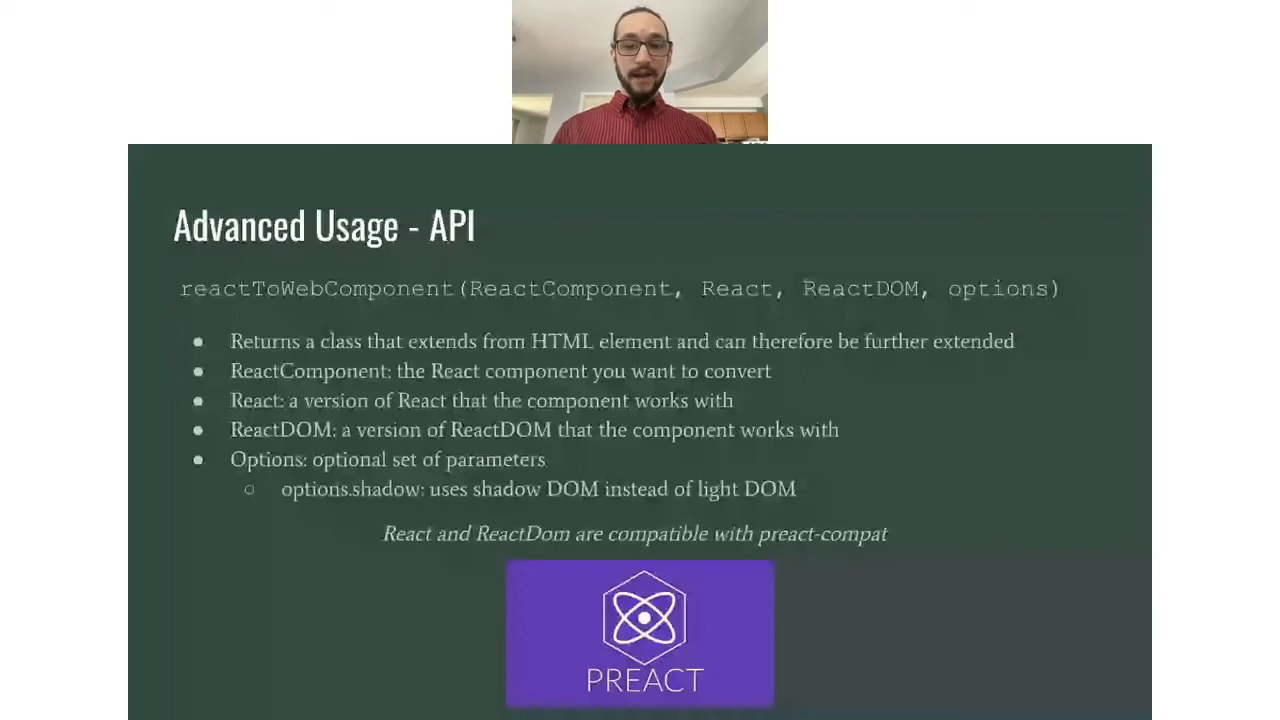 Advanced Usage - API
reactToWebComponent(ReactComponent, React, ReactDOM, options)
● Returns a class that extends from HTML element and can therefore be further extended
● ReactComponent: the React component you want to convert
● React: a version of React that the component works with
● ReactDOM: a version of ReactDOM that the component works with
● Options: optional set of parameters
○ options.shadow: uses shadow DOM instead of light DOM
React and ReactDom are compatible with preact-compat
PREACT